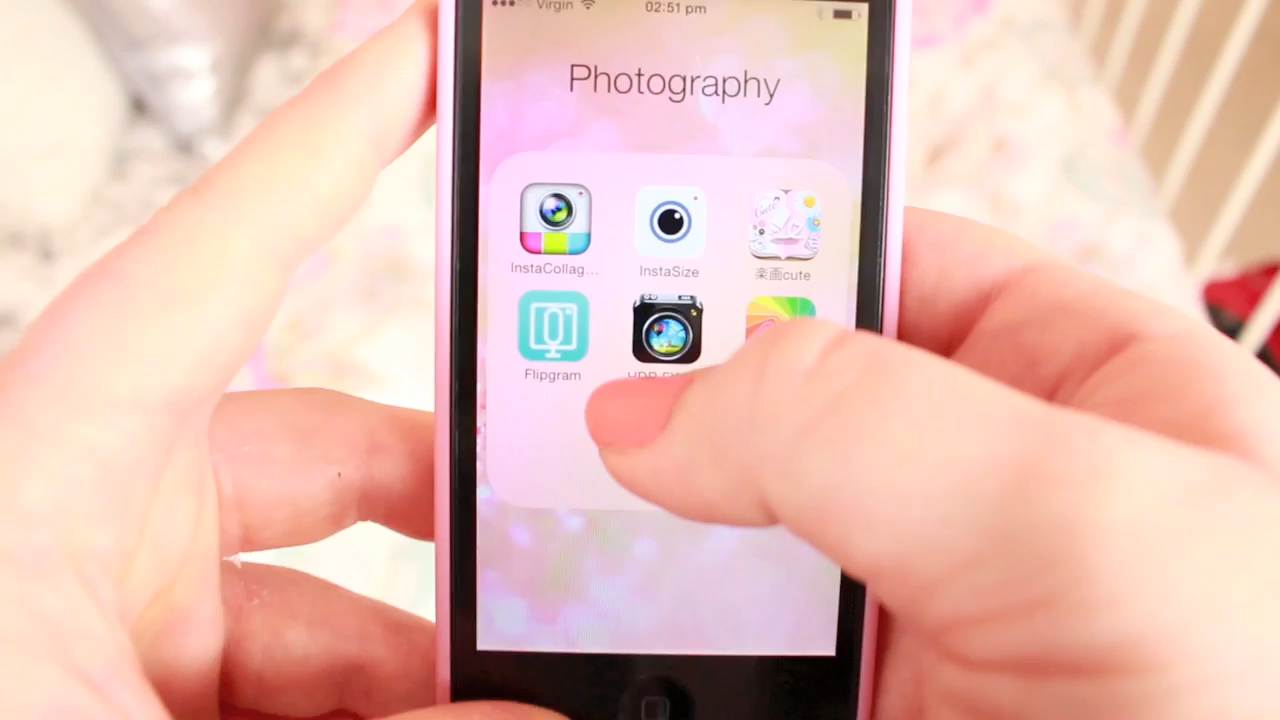 Virgin 02:51 pm
Photography
InstaCollag... InstaSize 楽画cute
Flipgram